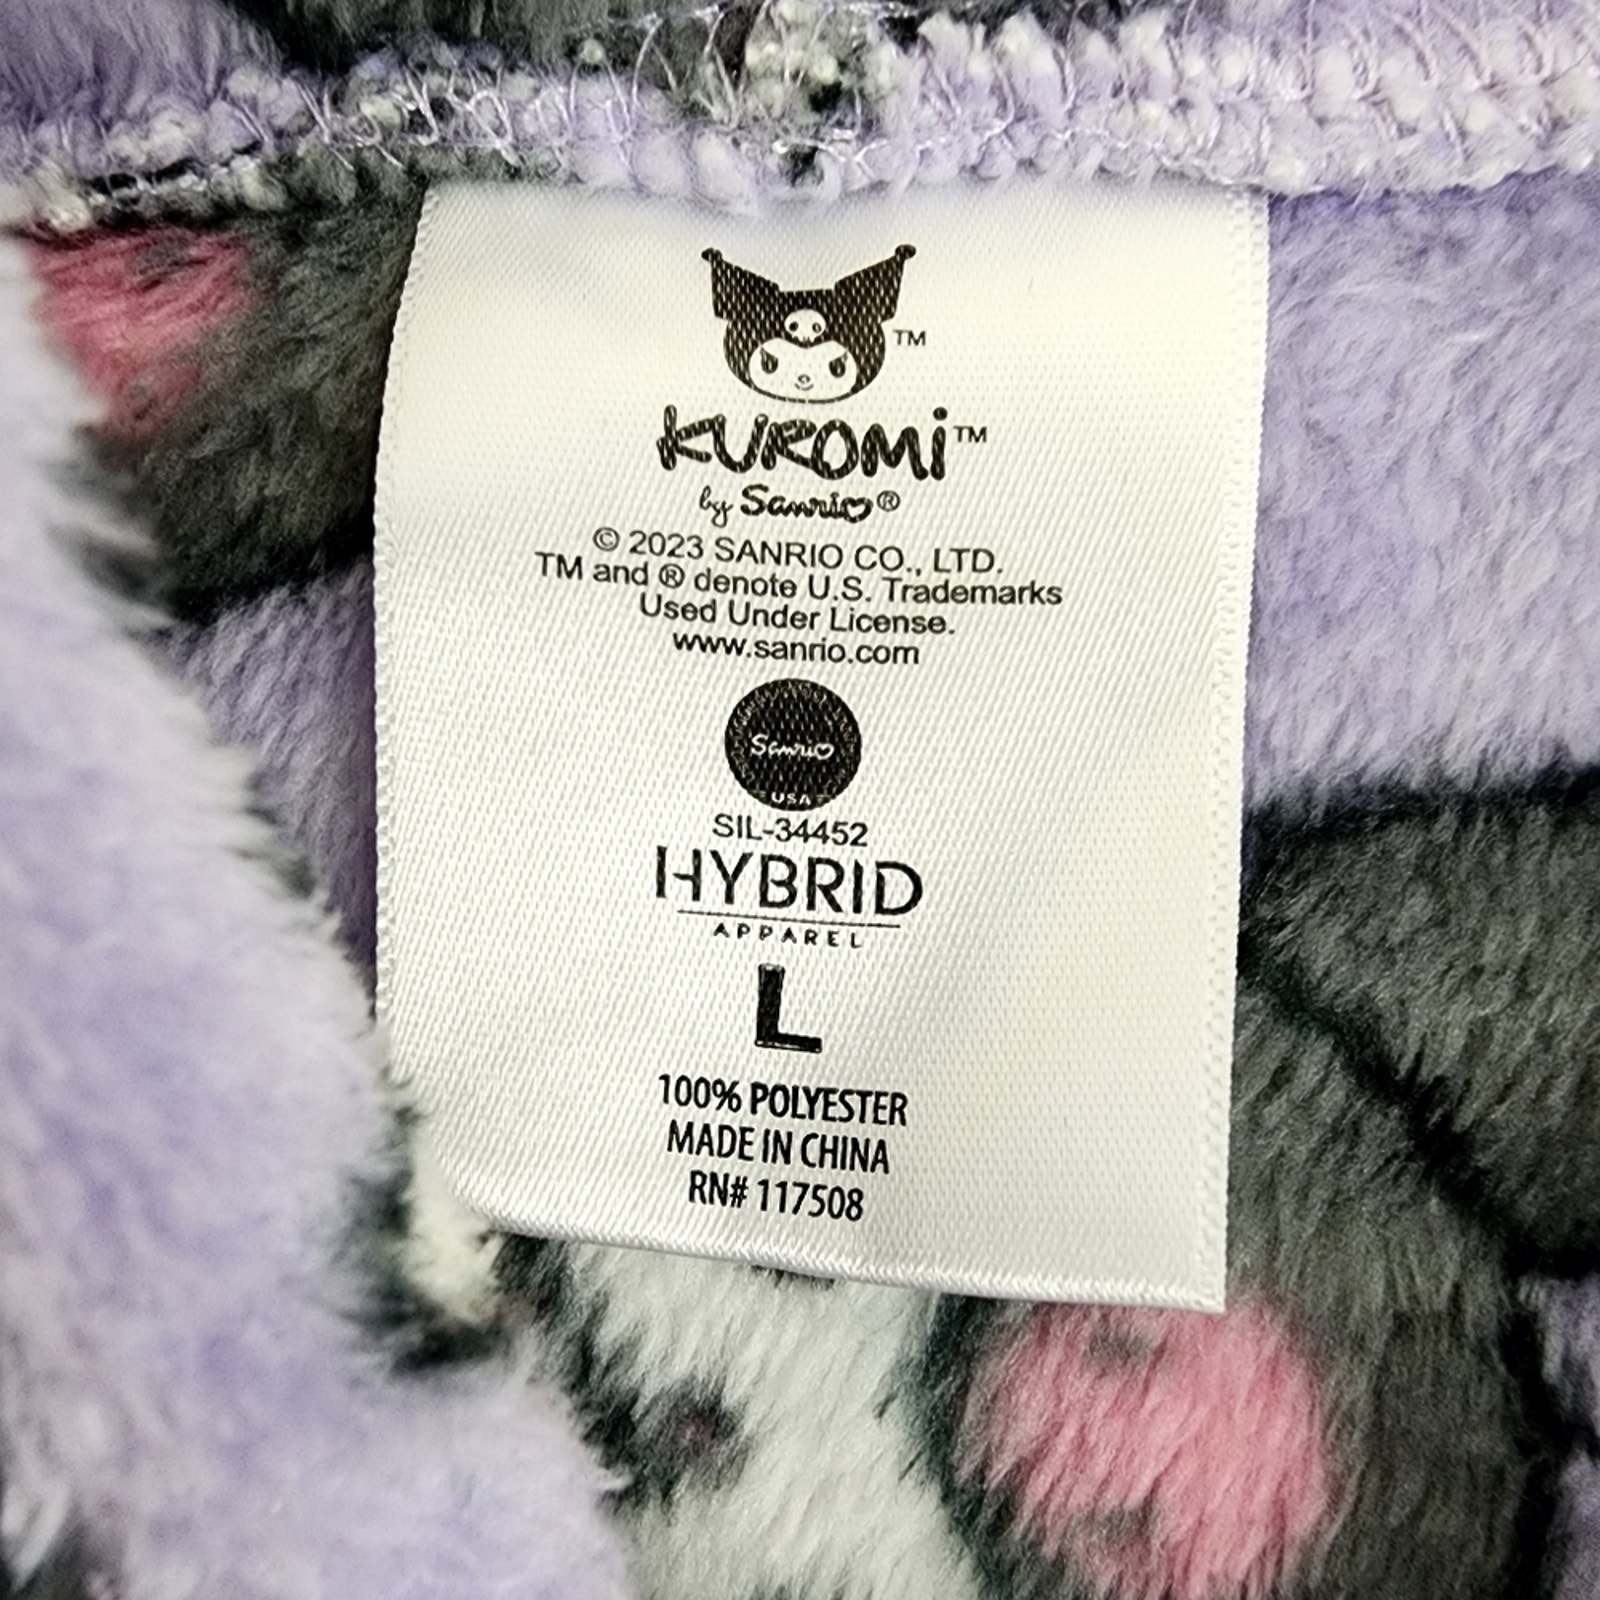 ™
KUROMi™
by Sanrio®
© 2023 SANRIO CO., LTD.
TM and ® denote U.S. Trademarks
Used Under License.
www.sanrio.com
Sanrio
USA
SIL-34452
HYBRID
APPAREL
L
100% POLYESTER
MADE IN CHINA
RN# 117508